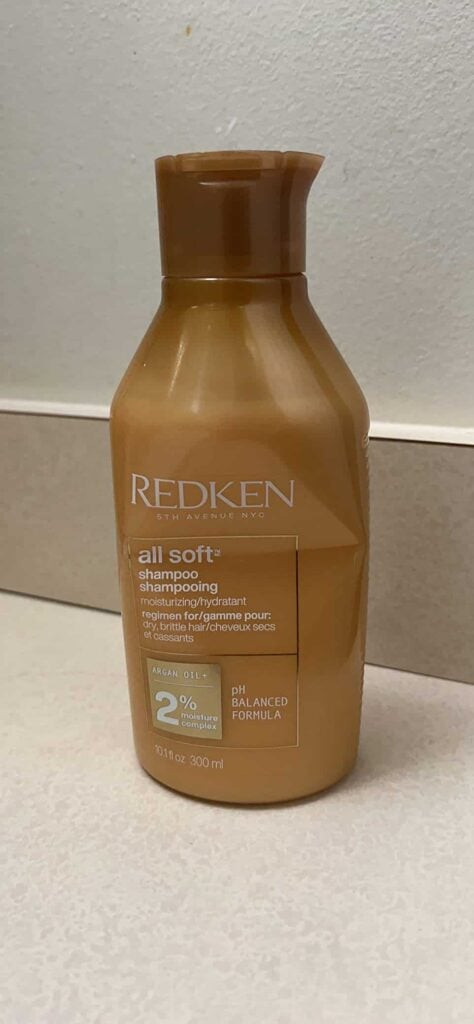 REDKEN
5TH AVENUE NYC
all soft™
shampoo
shampooing
moisturizing/hydratant
regimen for/gamme pour:
dry, brittle hair/cheveux secs
et cassants
ARGAN OIL+
2%
moisture
complex
pH
BALANCED
FORMULA
10.1 fl oz 300 ml